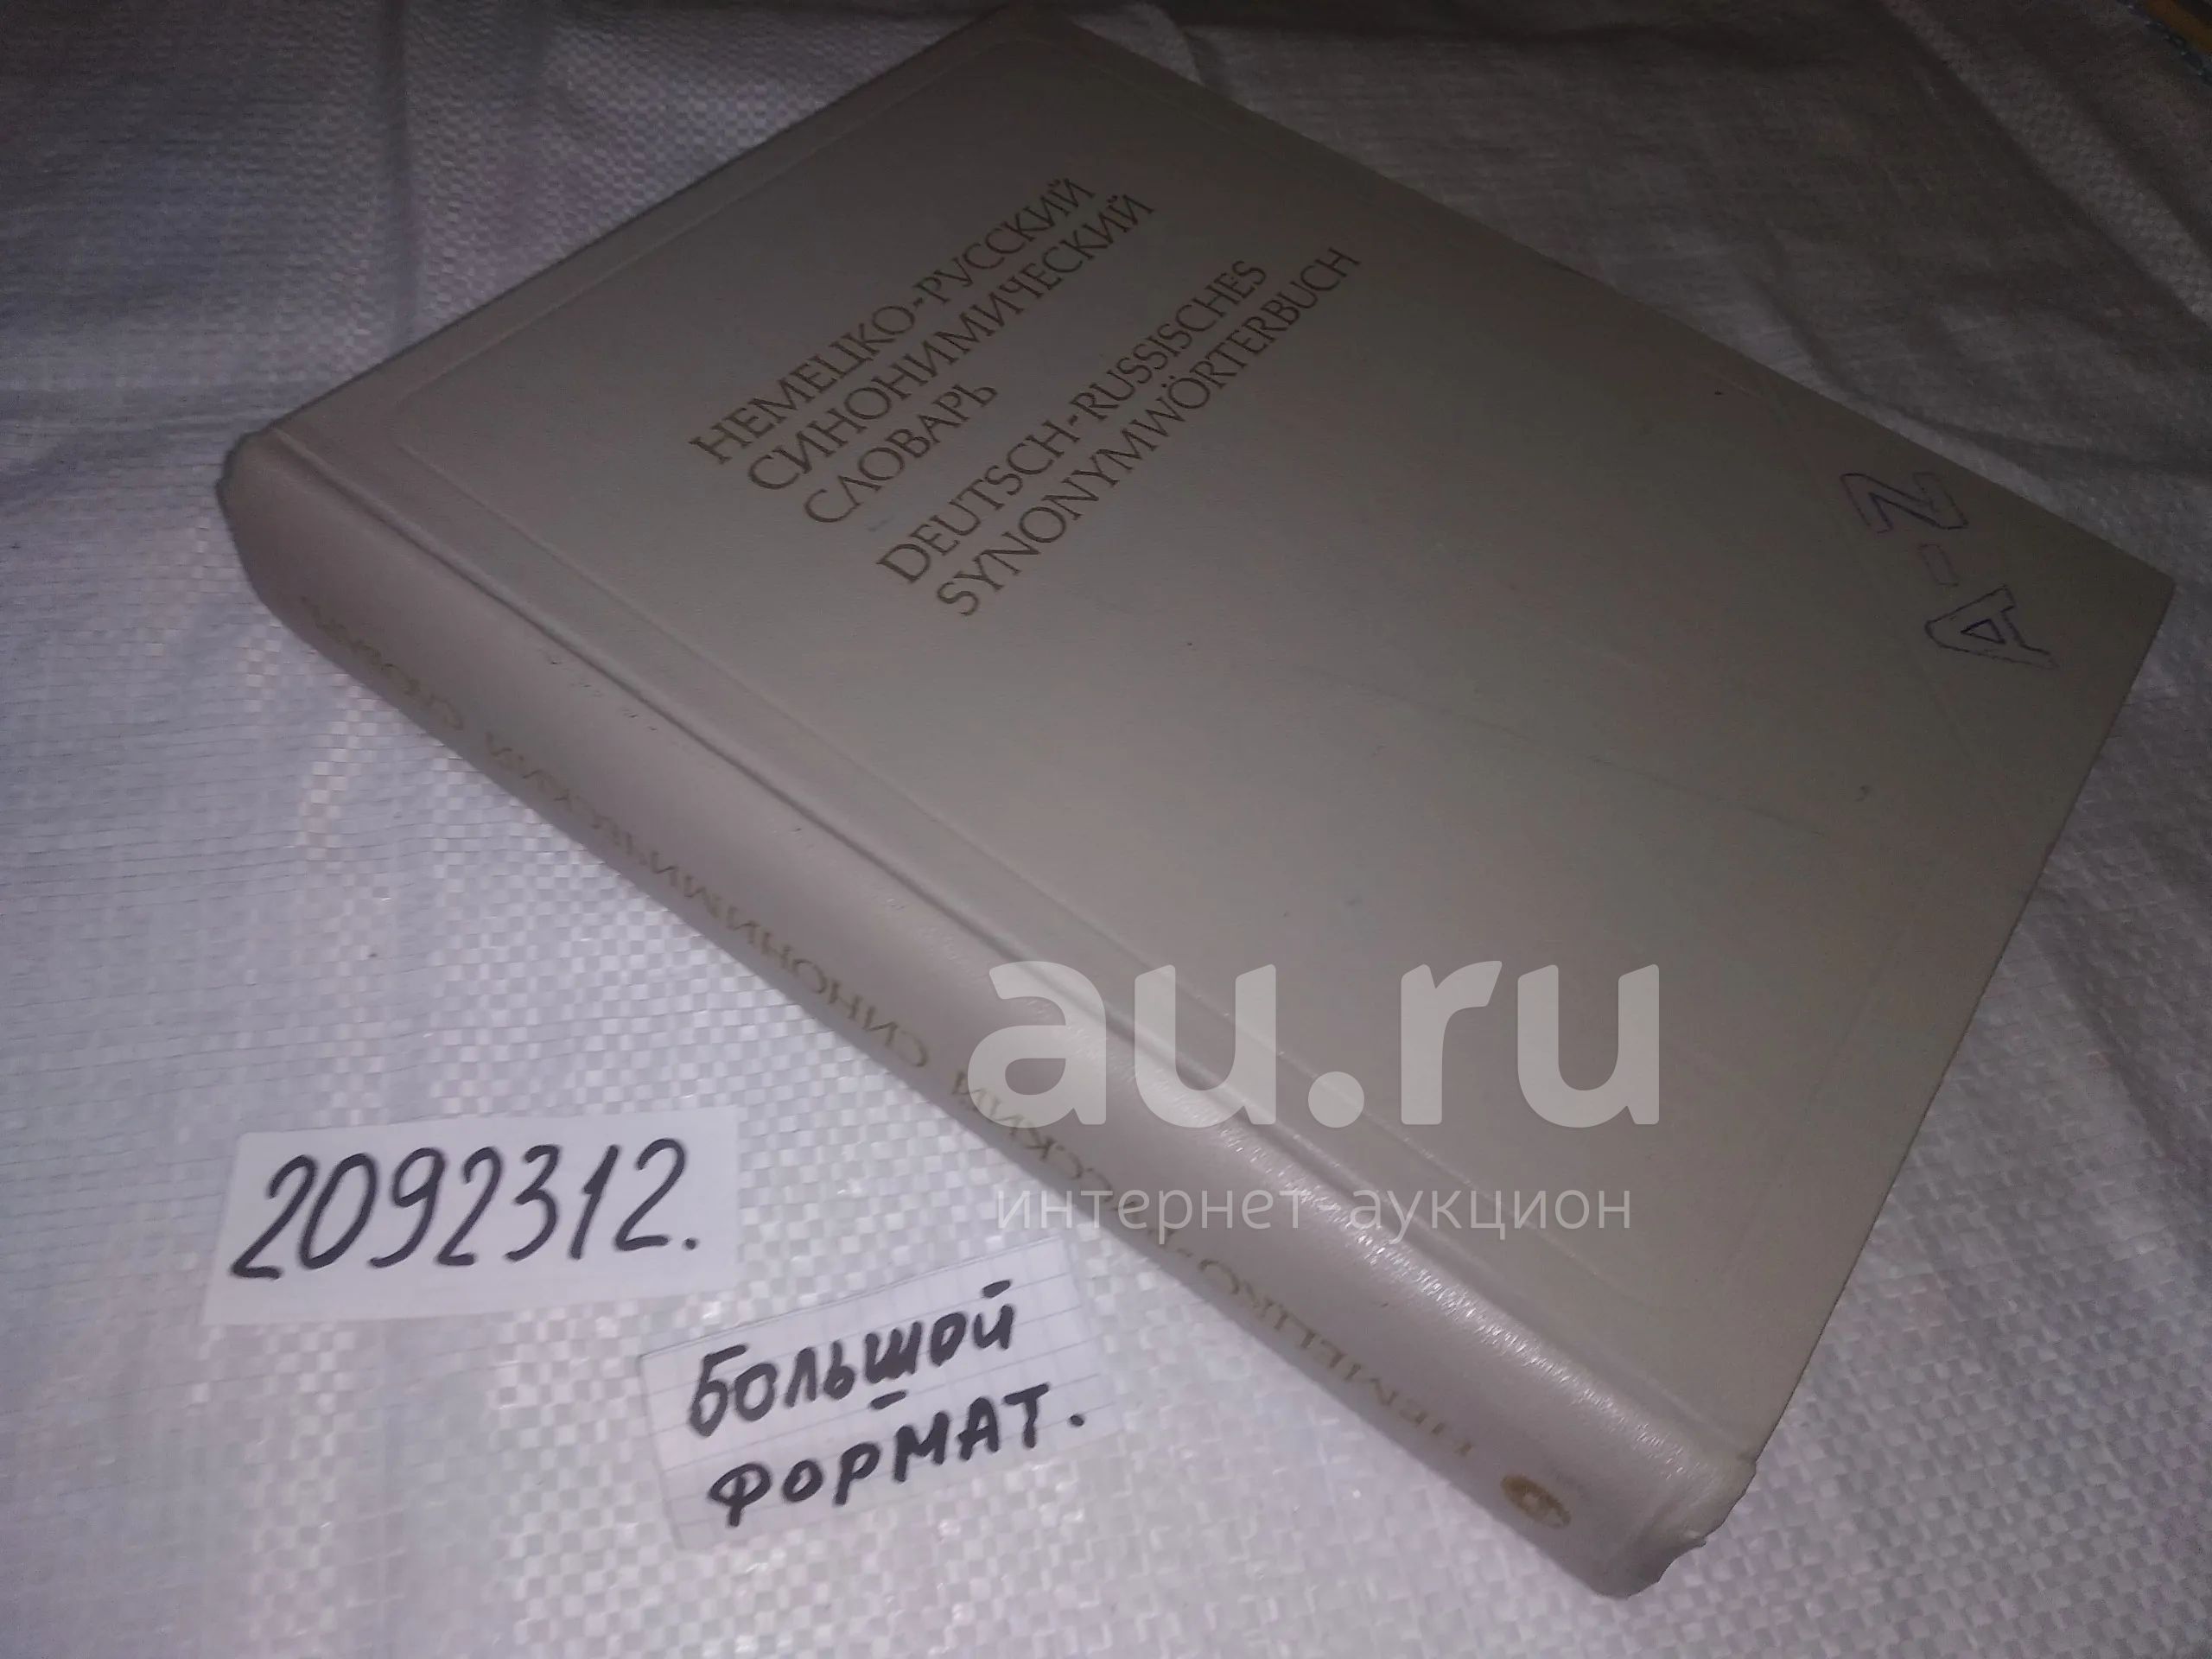 НЕМЕЦКО-РУССКИЙ
СИНОНИМИЧЕСКИЙ
СЛОВАРЬ
DEUTSCH-RUSSISCHES
SYNONYMWÖRTERBUCH
A-Z
НЕМЕЦКО-РУССКИЙ СИНОНИМИЧЕСКИЙ СЛОВАРЬ
au.ru
интернет-аукцион
2092312.
БОЛЬШОЙ
ФОРМАТ.